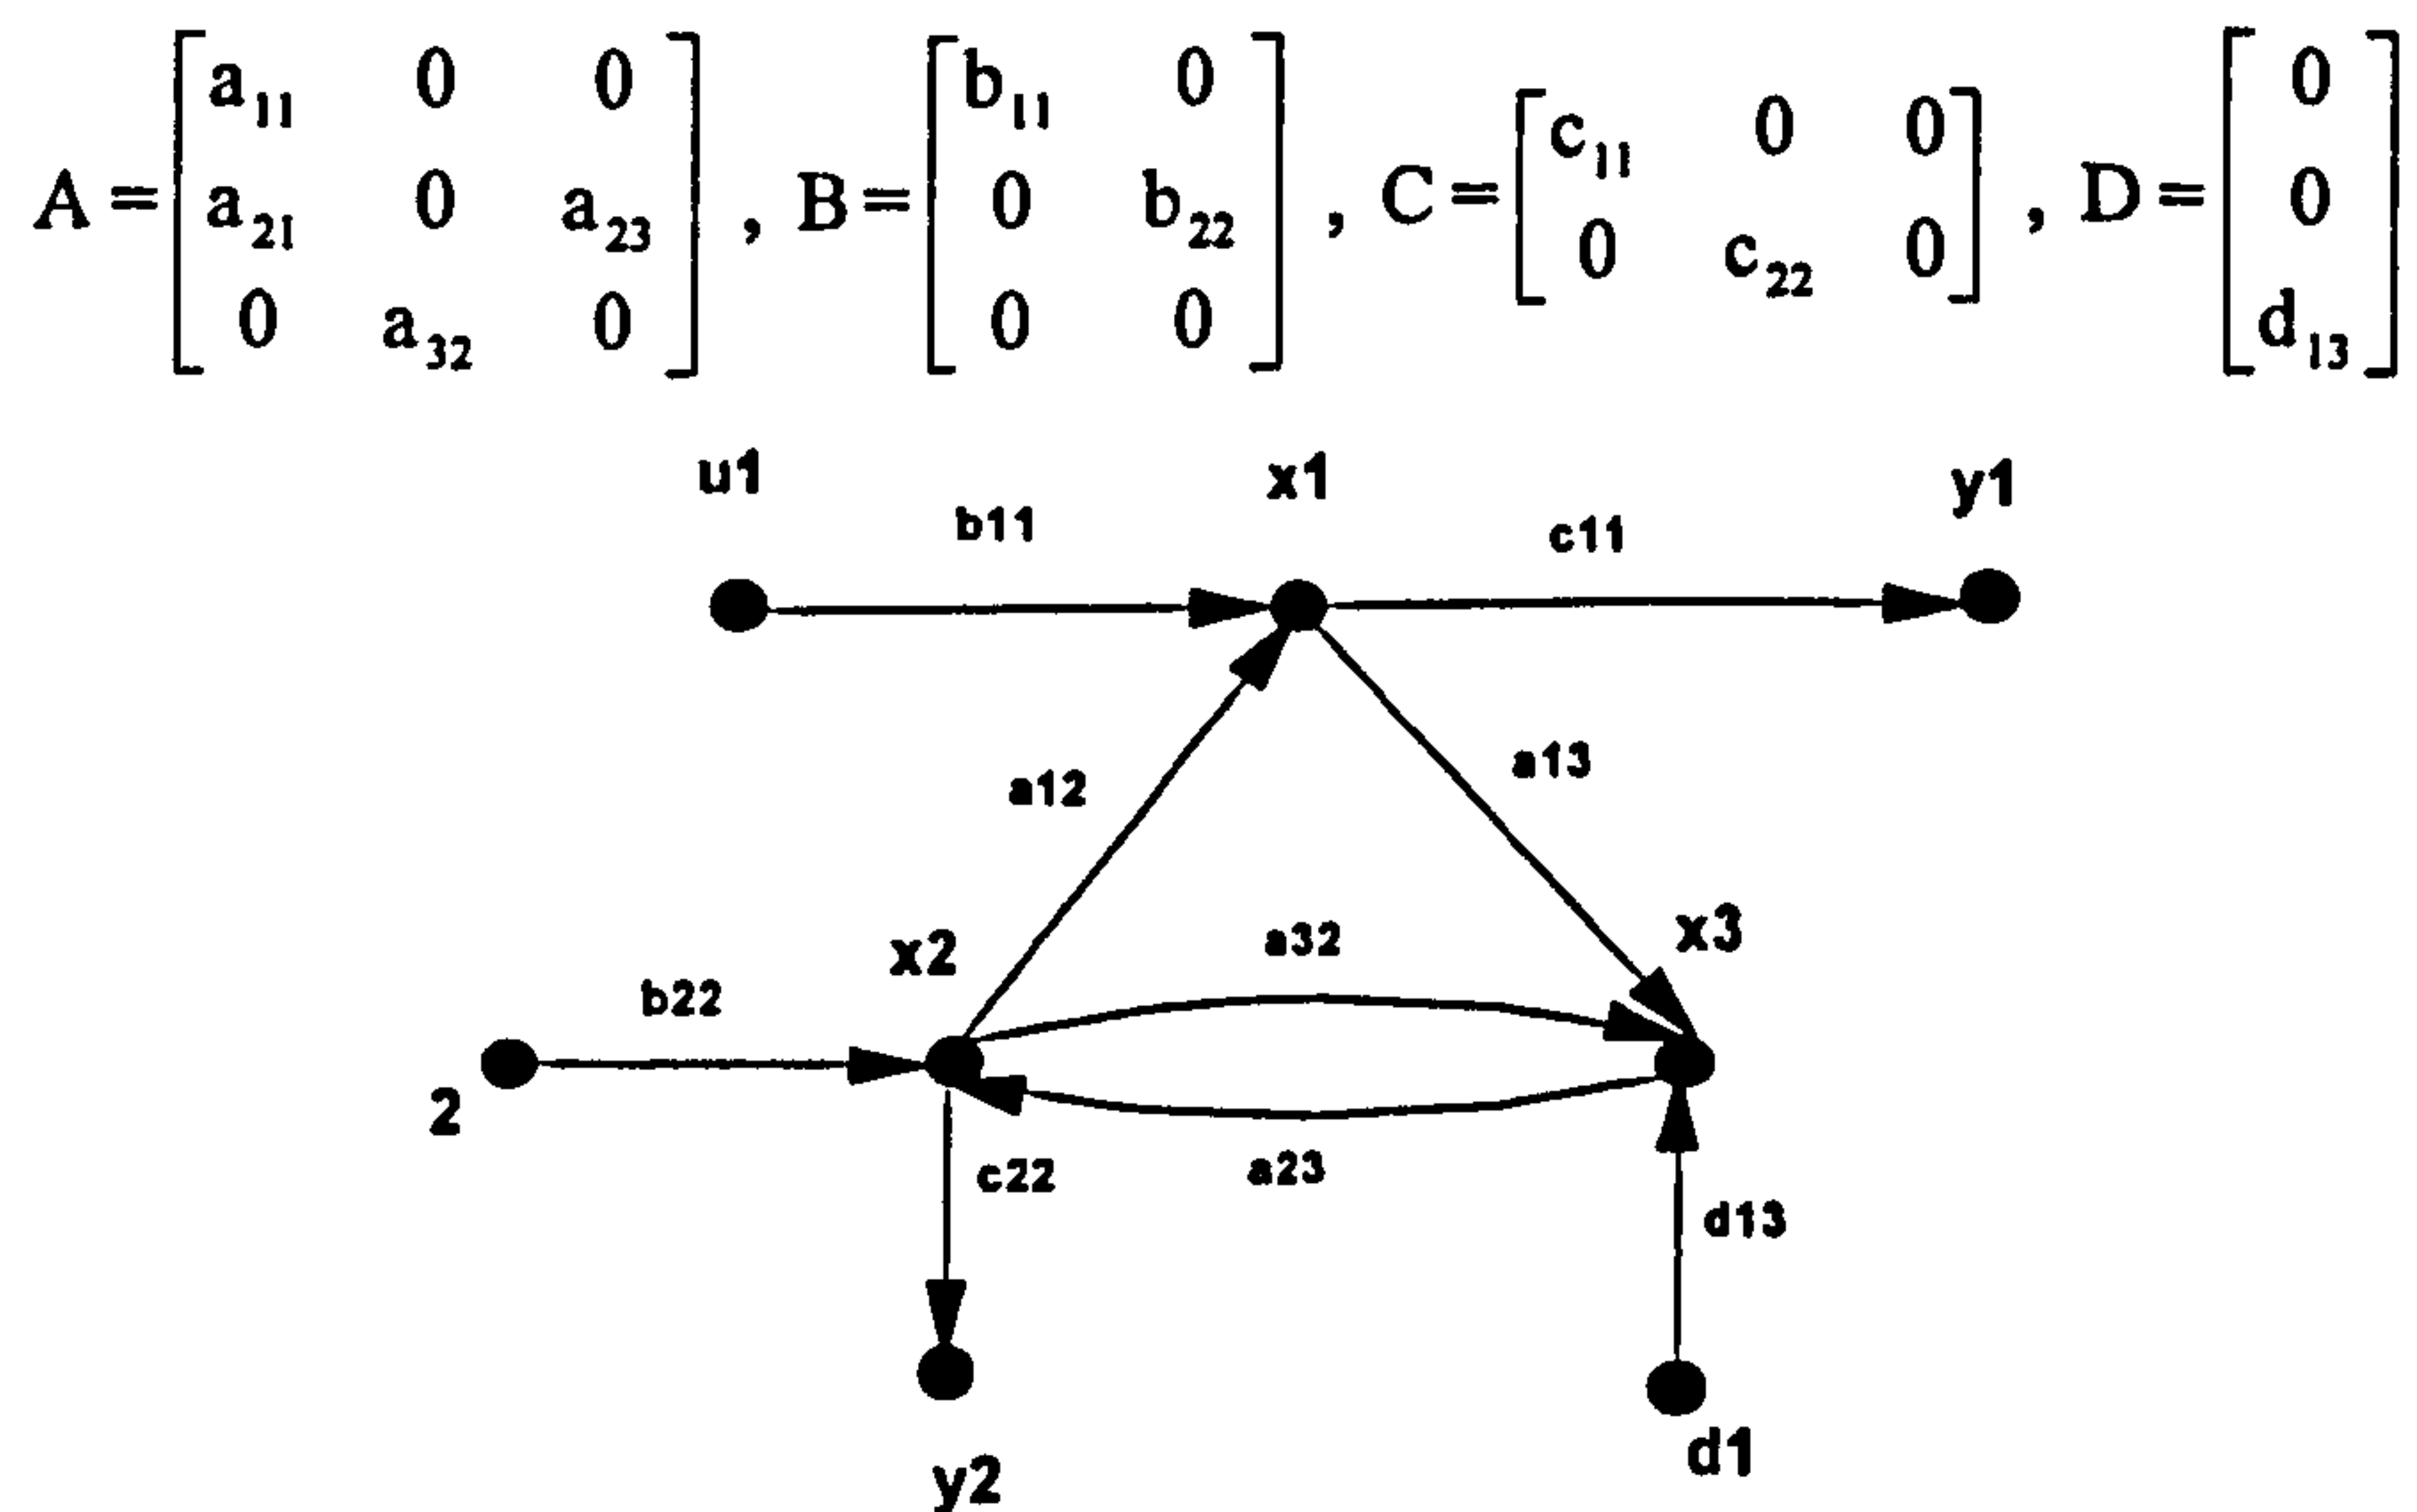 A = [ a11 0 0 ; a21 0 a23 ; 0 a32 0 ] , B = [ b11 0 ; 0 b22 ; 0 0 ] , C = [ c11 0 0 ; 0 c22 0 ] , D = [ 0 ; 0 ; d13 ]
u1 x1 y1
b11 c11
a12 a13
x2 a32 x3
b22
2
c22 a23
d13
y2 d1